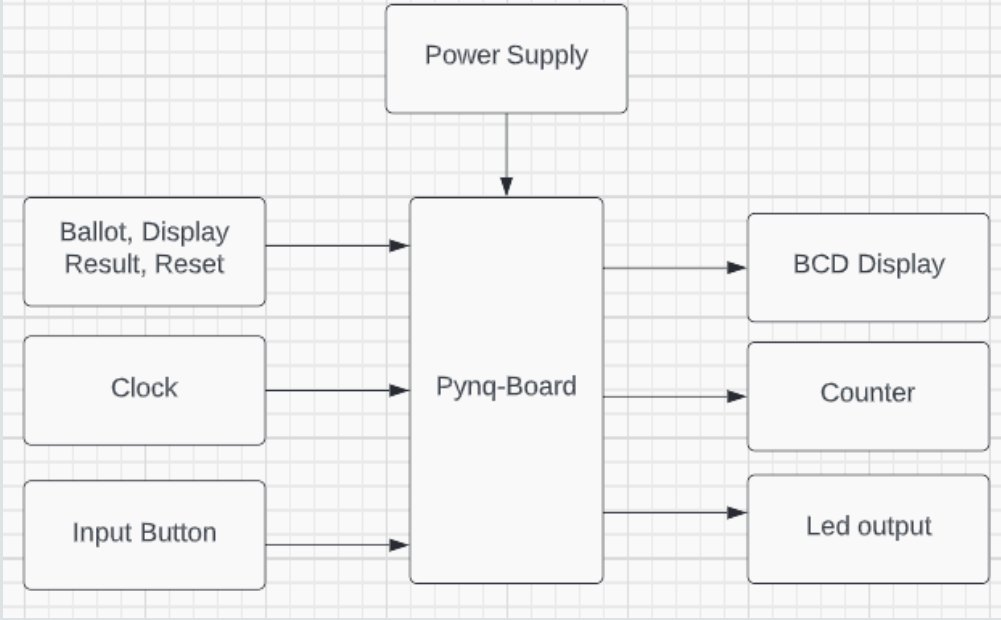 Power Supply
Ballot, Display
Result, Reset
Clock
Input Button
Pynq-Board
BCD Display
Counter
Led output